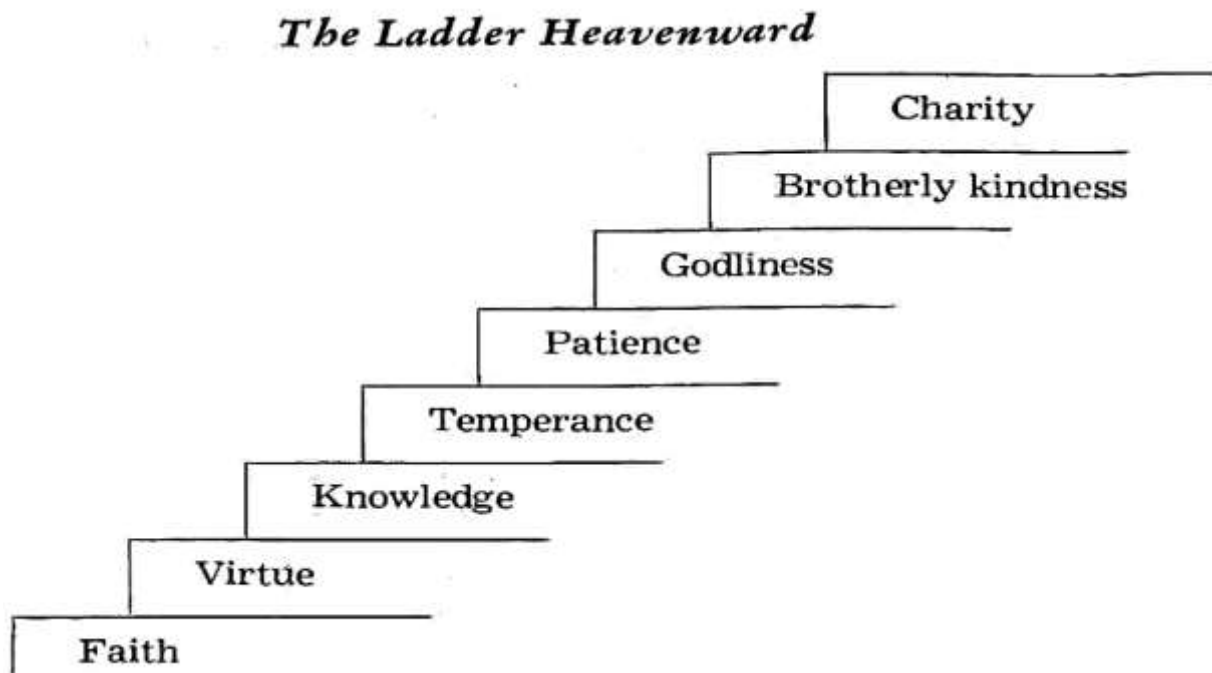 The Ladder Heavenward
Charity
Brotherly kindness
Godliness
Patience
Temperance
Knowledge
Virtue
Faith